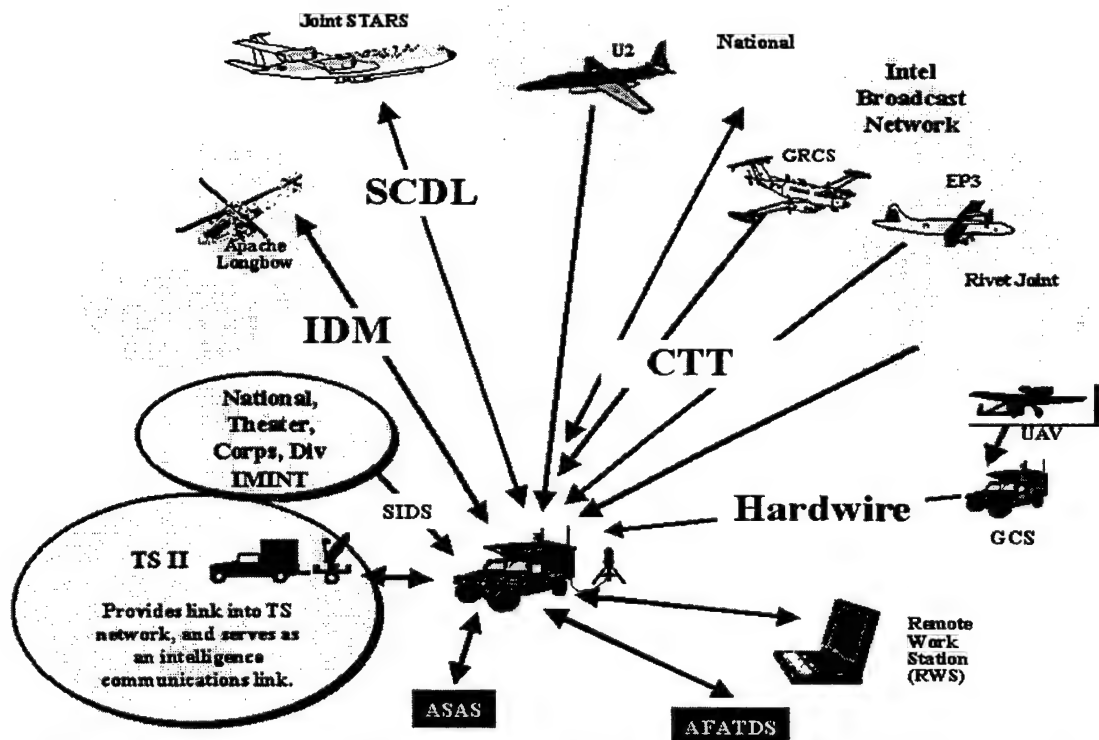 Joint STARS
U2
National
Intel
Broadcast
Network
GRCS
EP3
SCDL
Apache
Longbow
Rivet Joint
IDM
CTT
National,
Theater,
Corps, Div
IMINT
UAV
SIDS
Hardwire
GCS
TS II
Provides link into TS
network, and serves as
an intelligence
communications link.
Remote
Work
Station
(RWS)
ASAS
AFATDS